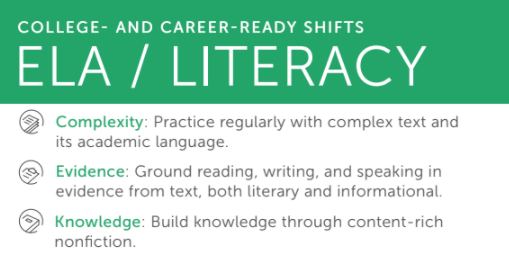 COLLEGE- AND CAREER-READY SHIFTS
ELA / LITERACY
Complexity: Practice regularly with complex text and
its academic language.
Evidence: Ground reading, writing, and speaking in
evidence from text, both literary and informational.
Knowledge: Build knowledge through content-rich
nonfiction.